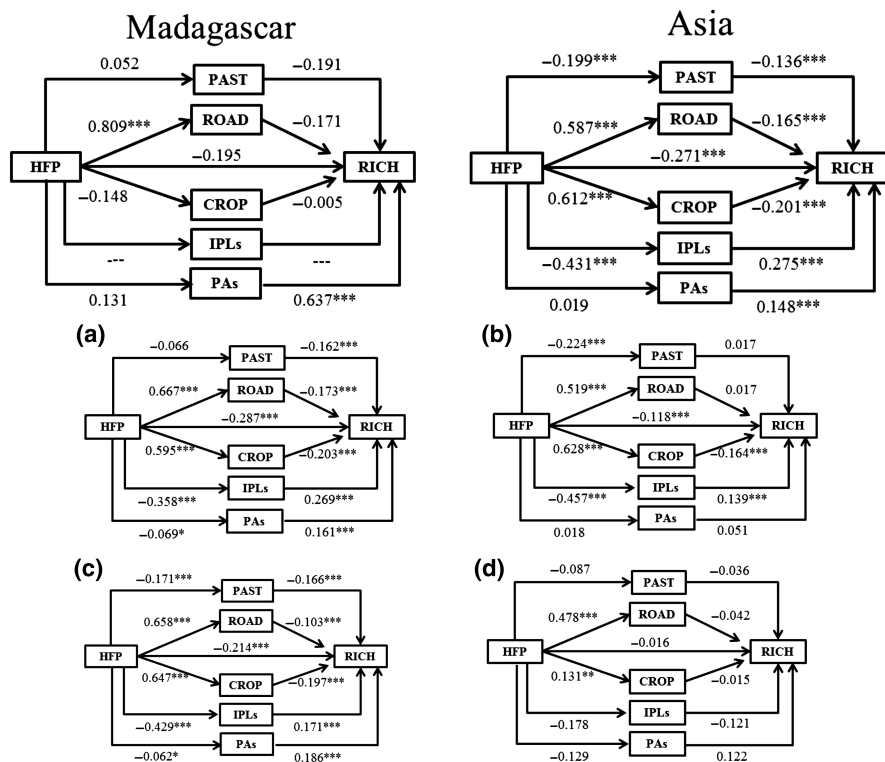 Madagascar
0.052 PAST −0.191
0.809*** ROAD −0.171
HFP −0.195 RICH
−0.148 CROP −0.005
--- IPLs ---
0.131 PAs 0.637***
Asia
−0.199*** PAST −0.136***
0.587*** ROAD −0.165***
HFP −0.271*** RICH
0.612*** CROP −0.201***
−0.431*** IPLs 0.275***
0.019 PAs 0.148***
(a)
−0.066 PAST −0.162***
0.667*** ROAD −0.173***
HFP −0.287*** RICH
0.595*** CROP −0.203***
−0.358*** IPLs 0.269***
−0.069* PAs 0.161***
(b)
−0.224*** PAST 0.017
0.519*** ROAD 0.017
HFP −0.118*** RICH
0.628*** CROP −0.164***
−0.457*** IPLs 0.139***
0.018 PAs 0.051
(c)
−0.171*** PAST −0.166***
0.658*** ROAD −0.103***
HFP −0.214*** RICH
0.647*** CROP −0.197***
−0.429*** IPLs 0.171***
−0.062* PAs 0.186***
(d)
−0.087 PAST −0.036
0.478*** ROAD −0.042
HFP −0.016 RICH
0.131** CROP −0.015
−0.178 IPLs −0.121
−0.129 PAs 0.122